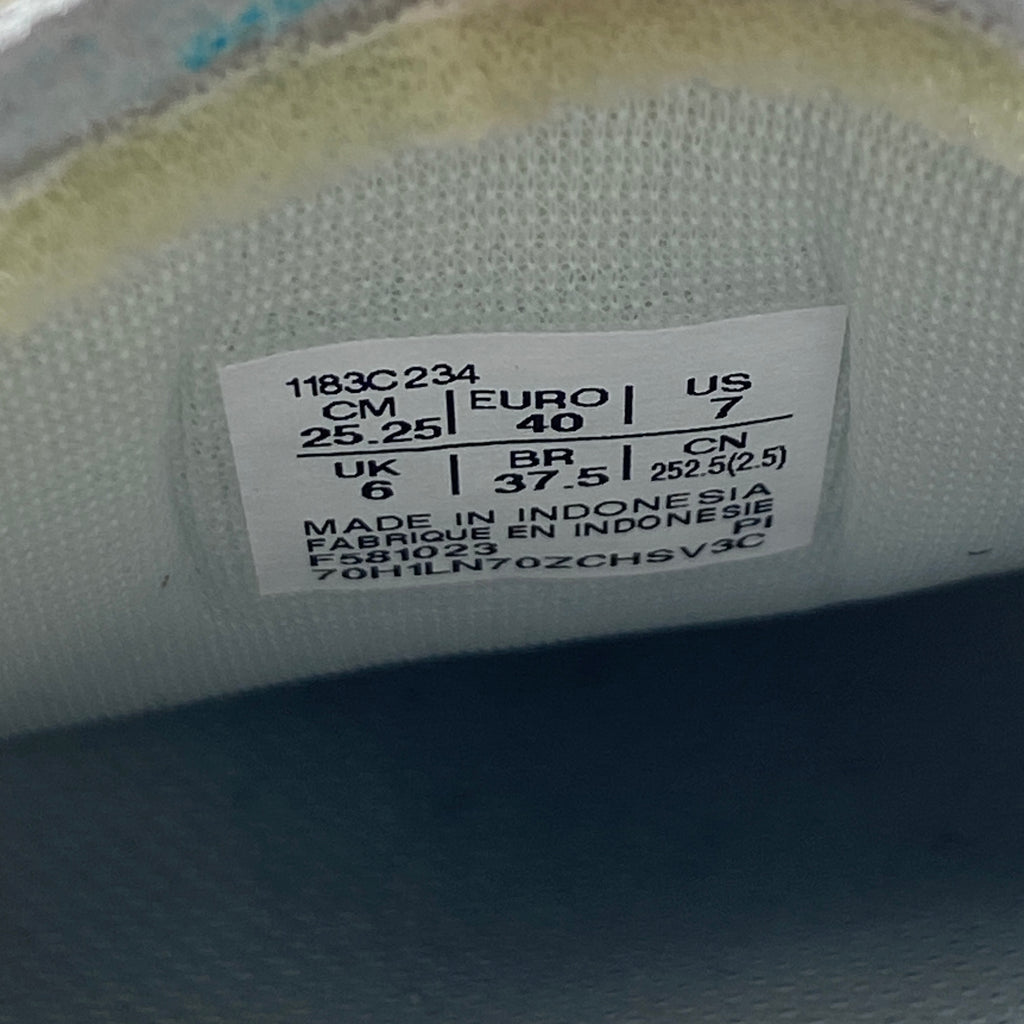 1183C234
CM | EURO | US
25.25 40 7
UK | BR | CN
6 37.5 252.5(2.5)
MADE IN INDONESIA
FABRIQUE EN INDONESIE
F581023 PI
70H1LN70ZCHSV3C